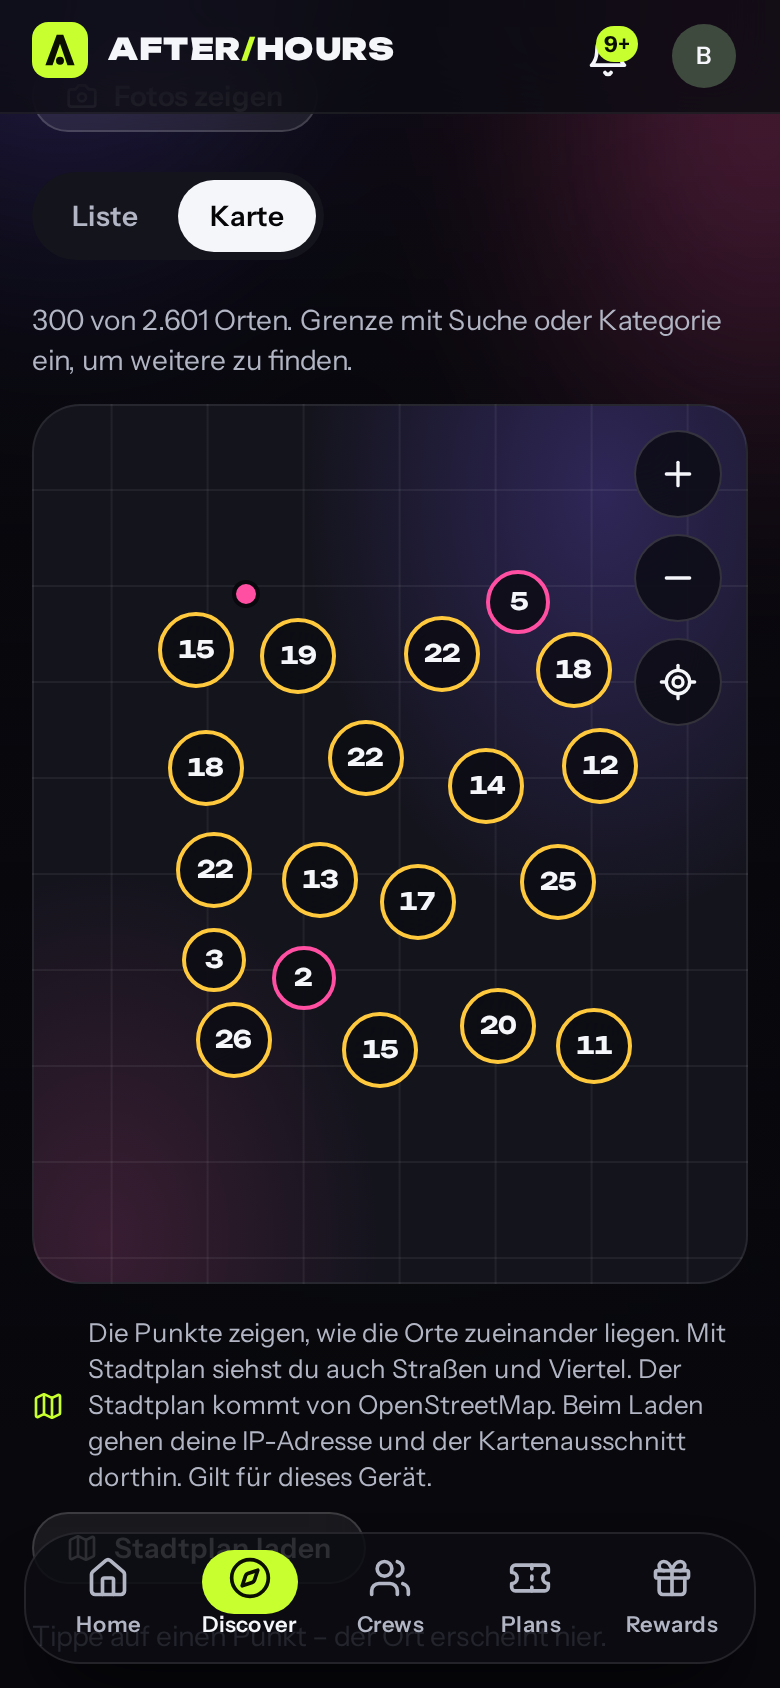 AFTER/HOURS
9+
B
Fotos zeigen
Liste
Karte
300 von 2.601 Orten. Grenze mit Suche oder Kategorie
ein, um weitere zu finden.
5
15
19
22
18
18
22
14
12
22
13
17
25
3
2
26
15
20
11
Die Punkte zeigen, wie die Orte zueinander liegen. Mit
Stadtplan siehst du auch Straßen und Viertel. Der
Stadtplan kommt von OpenStreetMap. Beim Laden
gehen deine IP-Adresse und der Kartenausschnitt
dorthin. Gilt für dieses Gerät.
Stadtplan laden
Home
Discover
Crews
Plans
Rewards
Tippe auf einen Punkt – der Ort erscheint hier.